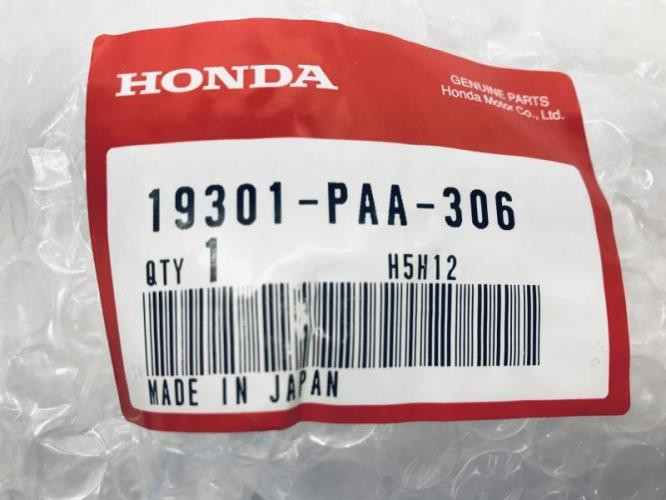 HONDA
GENUINE PARTS
Honda Motor Co., Ltd.
19301-PAA-306
QTY 1 H5H12
MADE IN JAPAN